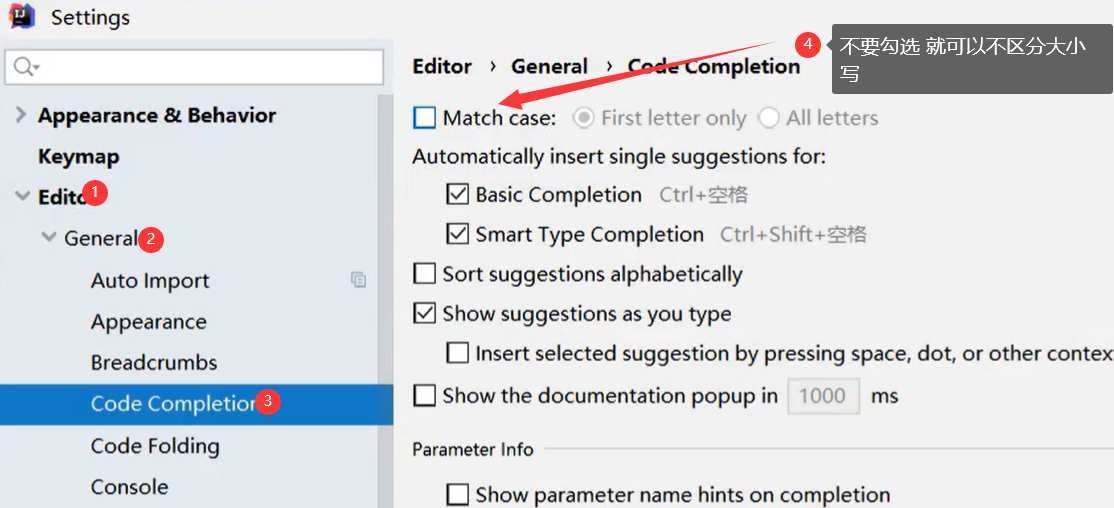 Settings
Appearance & Behavior
Keymap
Edito
1
General
2
Auto Import
Appearance
Breadcrumbs
Code Completion
3
Code Folding
Console
Editor › General › Code Completion
4
不要勾选 就可以不区分大小
写
Match case: First letter only All letters
Automatically insert single suggestions for:
Basic Completion Ctrl+空格
Smart Type Completion Ctrl+Shift+空格
Sort suggestions alphabetically
Show suggestions as you type
Insert selected suggestion by pressing space, dot, or other contex
Show the documentation popup in 1000 ms
Parameter Info
Show parameter name hints on completion